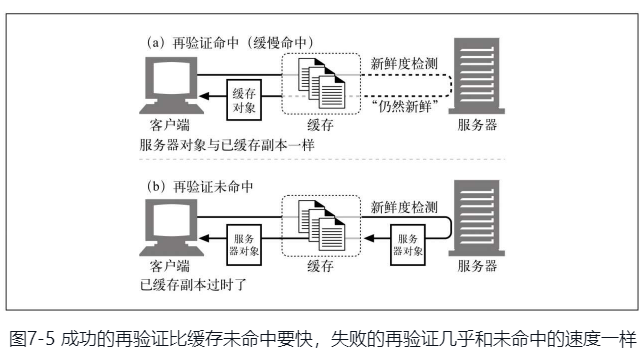 (a) 再验证命中（缓慢命中）
新鲜度检测
缓存
对象
“仍然新鲜”
客户端
缓存
服务器
服务器对象与已缓存副本一样
(b) 再验证未命中
新鲜度检测
服务
器对象
服务
器对象
客户端
缓存
服务器
已缓存副本过时了
图7-5 成功的再验证比缓存未命中要快，失败的再验证几乎和未命中的速度一样